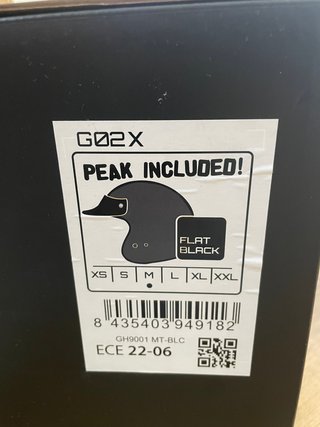 G02X
PEAK INCLUDED!
FLAT
BLACK
XS S M L XL XXL
8 435403 949182
GH9001 MT-BLC
ECE 22-06